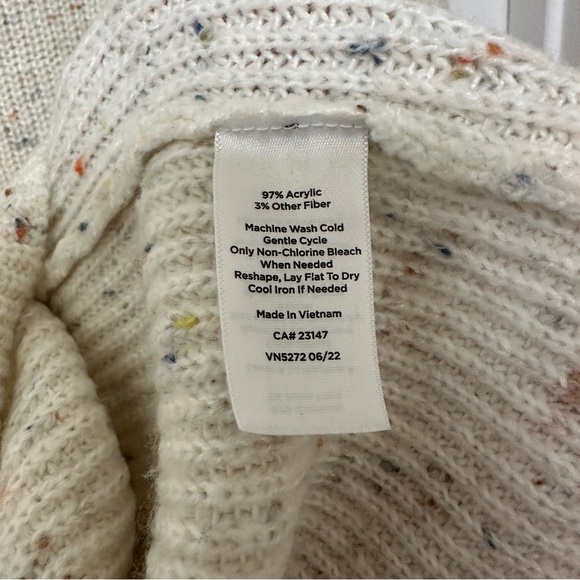 97% Acrylic
3% Other Fiber
Machine Wash Cold
Gentle Cycle
Only Non-Chlorine Bleach
When Needed
Reshape, Lay Flat To Dry
Cool Iron If Needed
Made In Vietnam
CA# 23147
VN5272 06/22